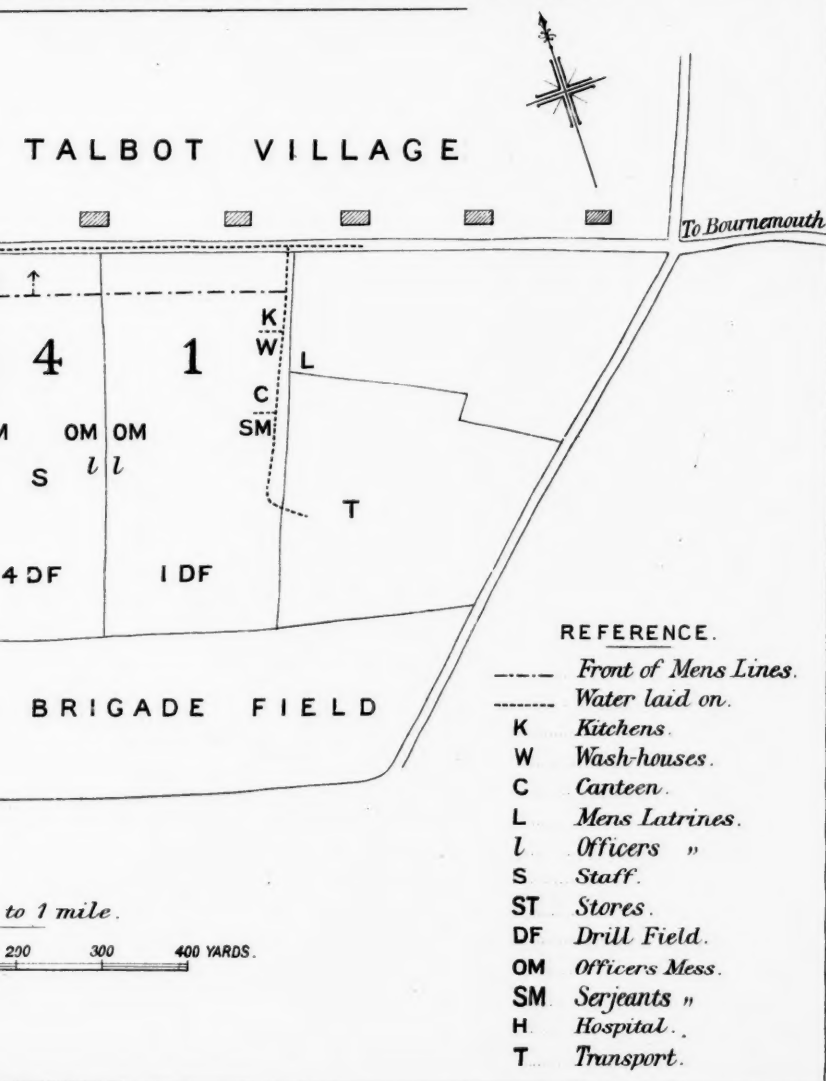 TALBOT VILLAGE
To Bournemouth
K
W
4 1 L
C
OM OM SM
l l
S
T
4 DF 1 DF
BRIGADE FIELD
REFERENCE.
Front of Mens Lines.
Water laid on.
K Kitchens.
W Wash-houses.
C Canteen.
L Mens Latrines.
l Officers "
S Staff.
ST Stores.
DF Drill Field.
OM Officers Mess.
SM Serjeants "
H Hospital.
T Transport.
to 1 mile.
200 300 400 YARDS.